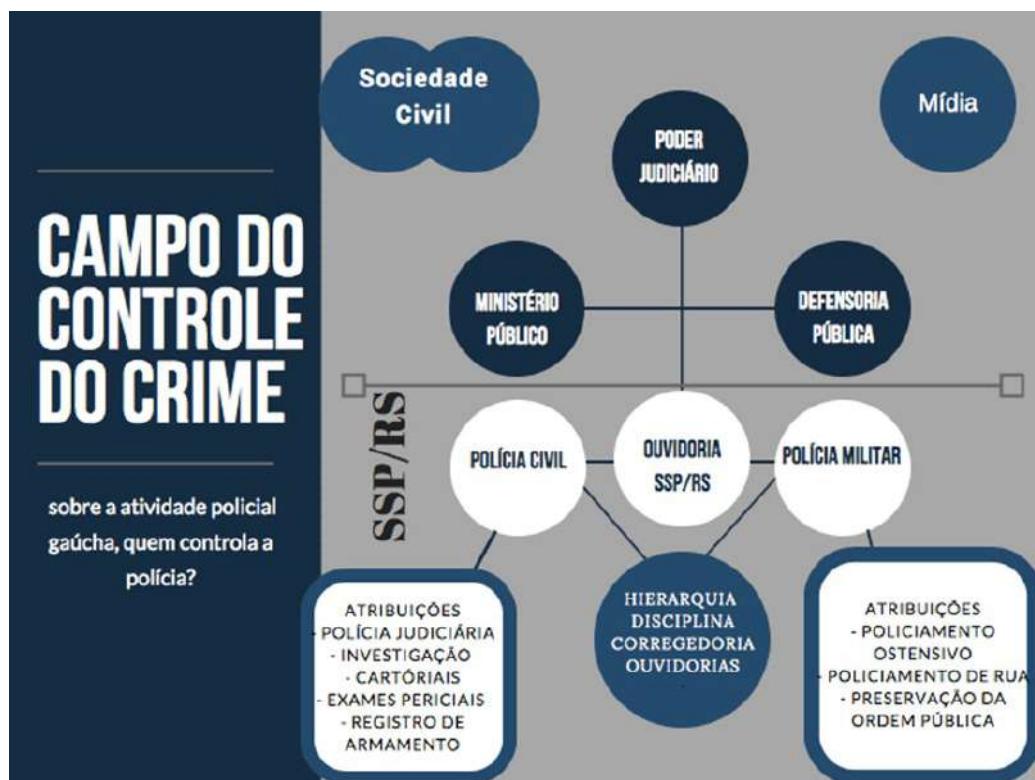 CAMPO DO
CONTROLE
DO CRIME
sobre a atividade policial
gaúcha, quem controla a
polícia?
Sociedade
Civil
Mídia
PODER
JUDICIÁRIO
MINISTÉRIO
PÚBLICO
DEFENSORIA
PÚBLICA
SSP/RS
POLÍCIA CIVIL
OUVIDORIA
SSP/RS
POLÍCIA MILITAR
HIERARQUIA
DISCIPLINA
CORREGEDORIA
OUVIDORIAS
ATRIBUIÇÕES
- POLÍCIA JUDICIÁRIA
- INVESTIGAÇÃO
- CARTÓRIAIS
- EXAMES PERICIAIS
- REGISTRO DE
ARMAMENTO
ATRIBUIÇÕES
- POLICIAMENTO
OSTENSIVO
- POLICIAMENTO DE RUA
- PRESERVAÇÃO DA
ORDEM PÚBLICA